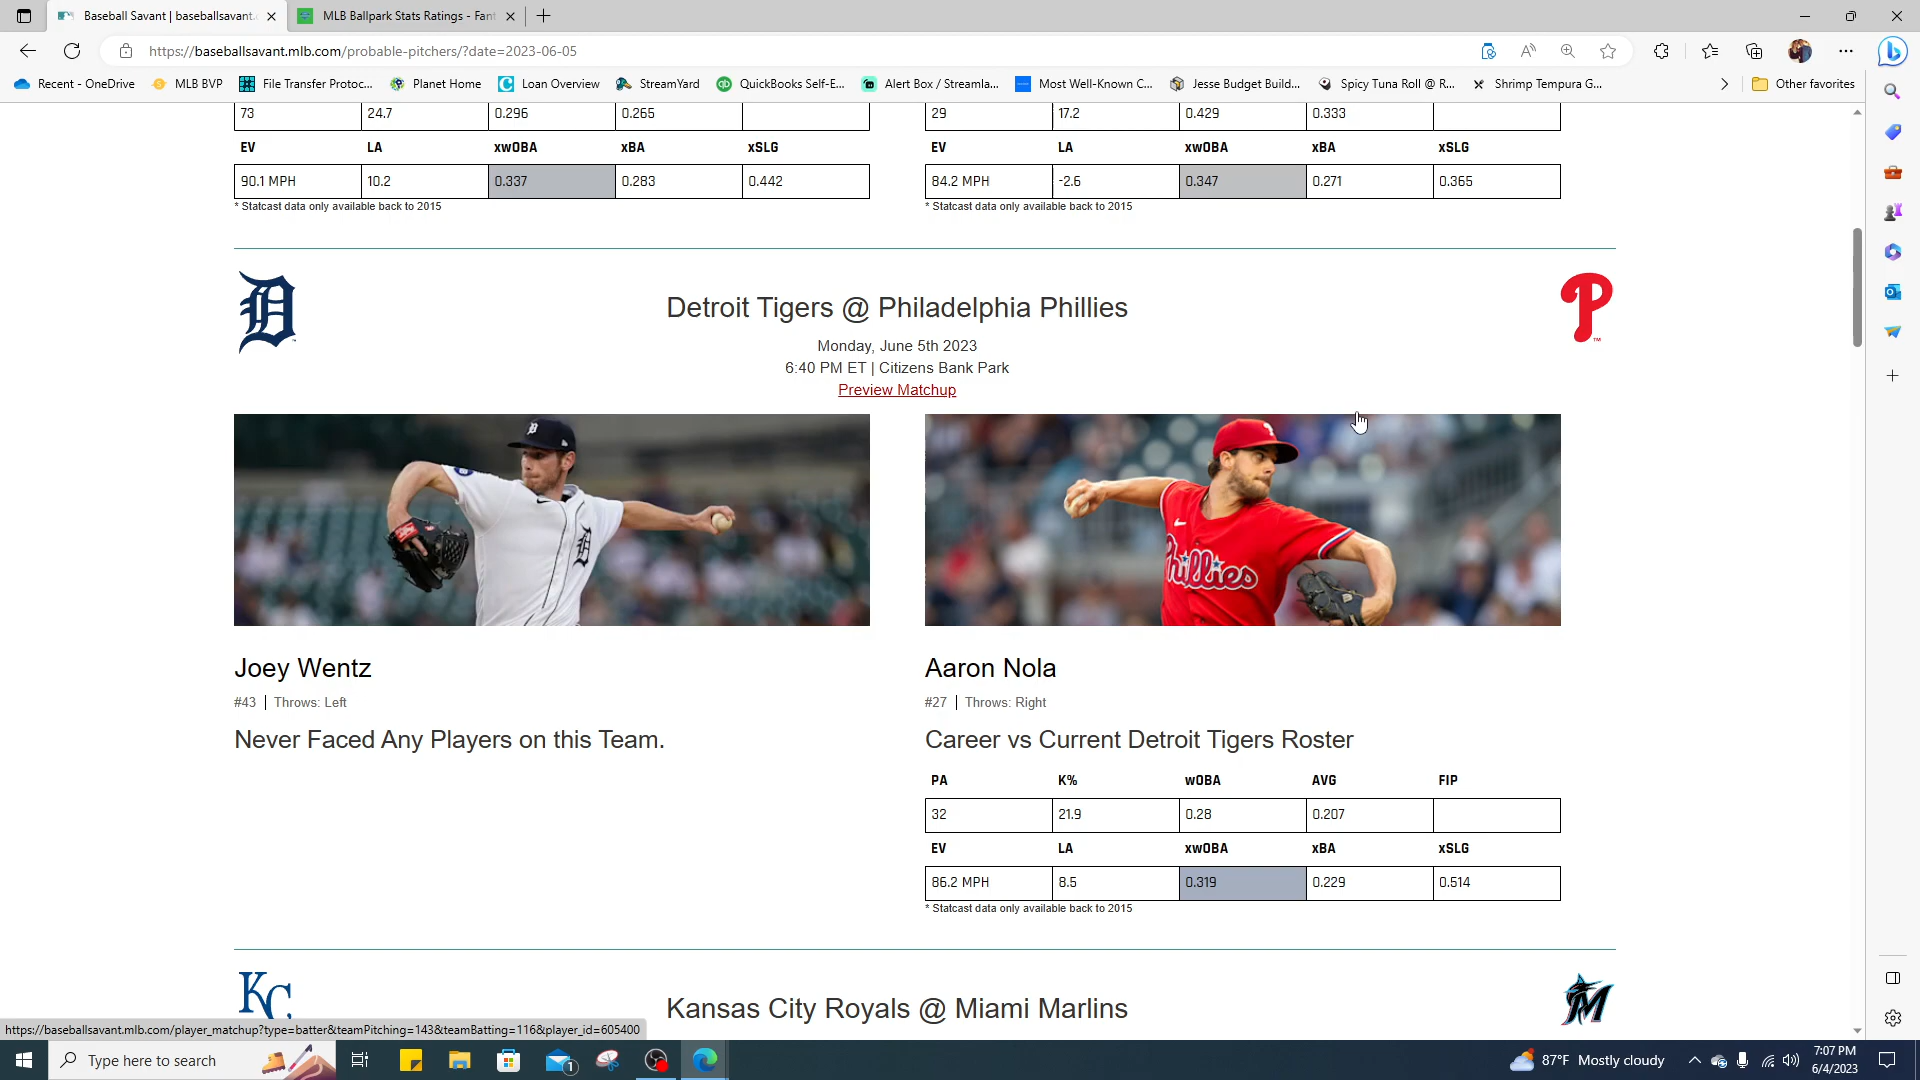 Baseball Savant | baseballsavant.
MLB Ballpark Stats Ratings - Fant
https://baseballsavant.mlb.com/probable-pitchers/?date=2023-06-05
Recent - OneDrive
MLB BVP
File Transfer Protoc...
Planet Home
Loan Overview
StreamYard
QuickBooks Self-E...
Alert Box / Streamla...
Most Well-Known C...
Jesse Budget Build...
Spicy Tuna Roll @ R...
Shrimp Tempura G...
Other favorites
73 24.7 0.296 0.265
29 17.2 0.429 0.333
EV LA xwOBA xBA xSLG
EV LA xwOBA xBA xSLG
90.1 MPH 10.2 0.337 0.283 0.442
84.2 MPH -2.6 0.347 0.271 0.365
* Statcast data only available back to 2015
* Statcast data only available back to 2015
D
Detroit Tigers @ Philadelphia Phillies
P
Monday, June 5th 2023
6:40 PM ET | Citizens Bank Park
Preview Matchup
Phillies
Joey Wentz
#43 | Throws: Left
Never Faced Any Players on this Team.
Aaron Nola
#27 | Throws: Right
Career vs Current Detroit Tigers Roster
PA K% wOBA AVG FIP
32 21.9 0.28 0.207
EV LA xwOBA xBA xSLG
86.2 MPH 8.5 0.319 0.229 0.514
* Statcast data only available back to 2015
KC
Kansas City Royals @ Miami Marlins
M
https://baseballsavant.mlb.com/player_matchup?type=batter&teamPitching=143&teamBatting=116&player_id=605400
Type here to search
1
87°F Mostly cloudy
7:07 PM
6/4/2023